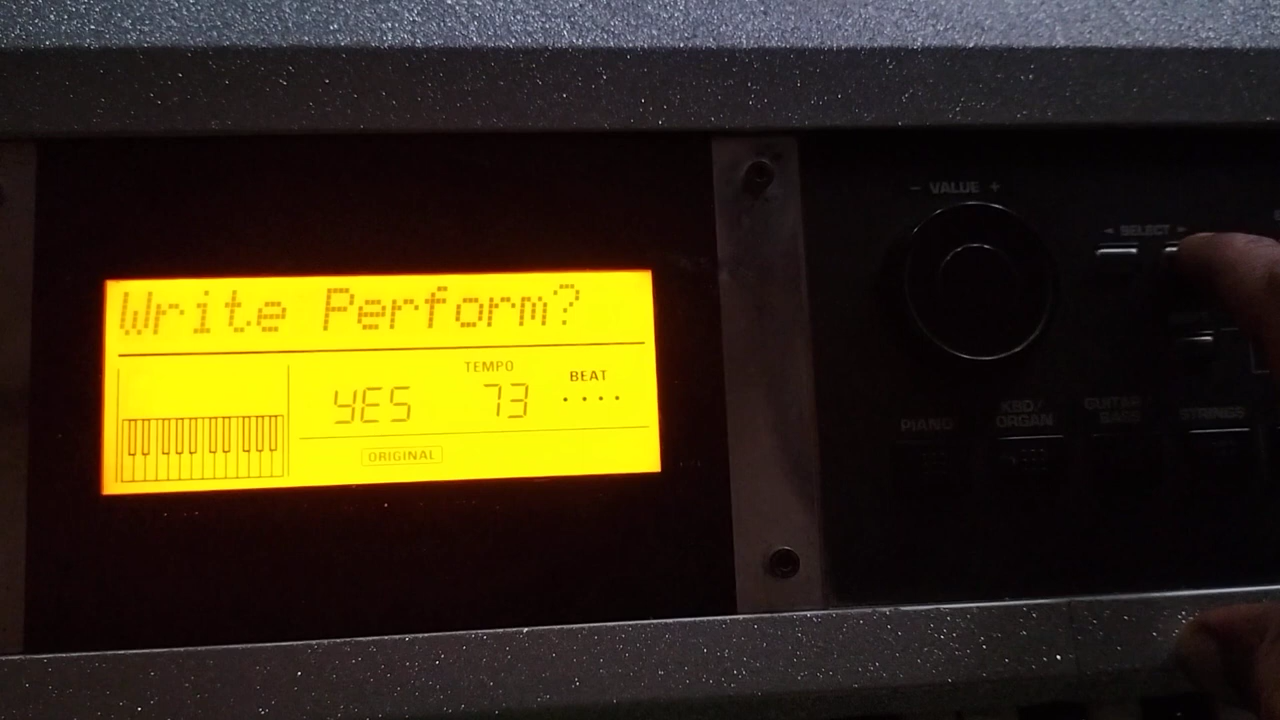 Write Perform?
TEMPO
BEAT
YES 73
ORIGINAL
– VALUE +
◄ SELECT ►
PIANO
KBD/
ORGAN
GUITAR/
BASS
STRINGS